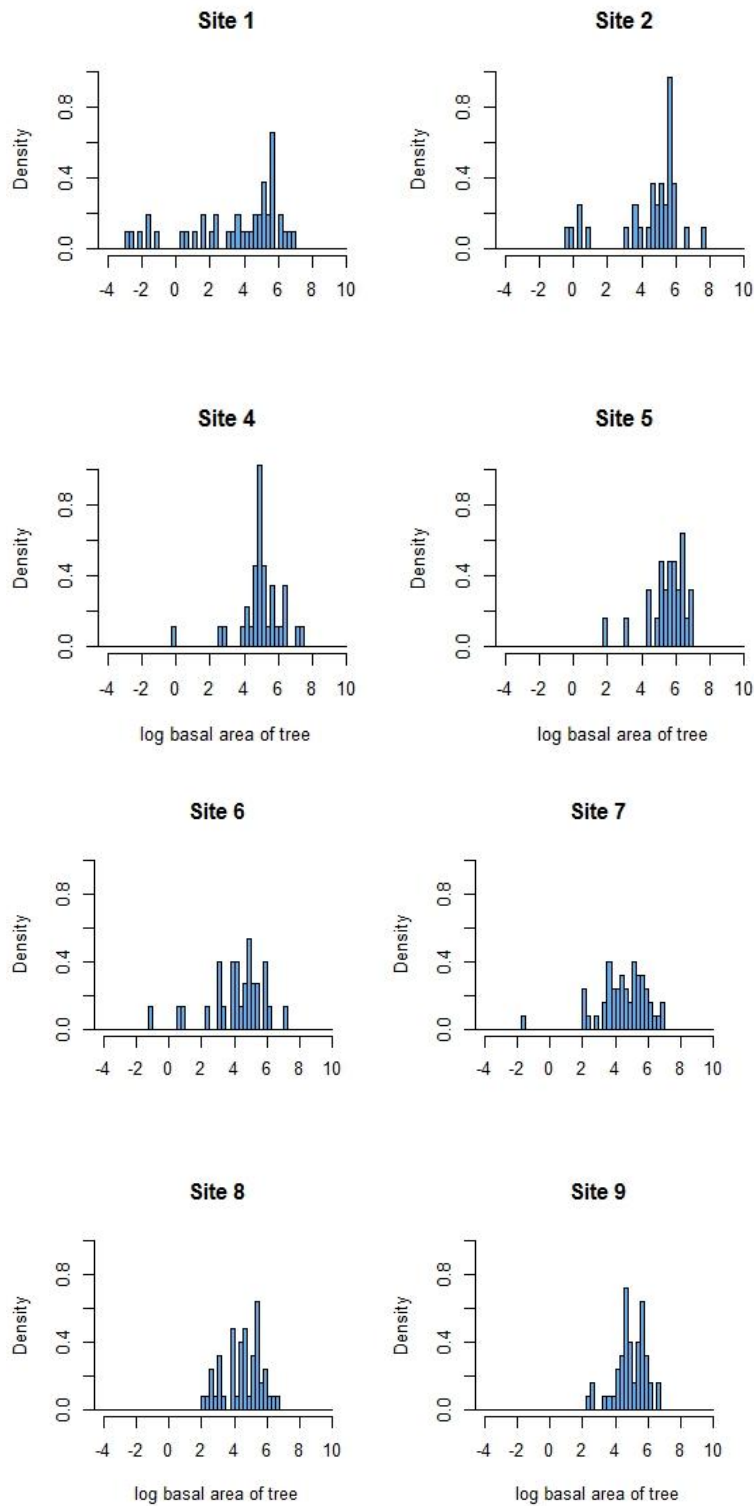 Site 1
Density
0.0 0.4 0.8
-4 -2 0 2 4 6 8 10
Site 2
Density
0.0 0.4 0.8
-4 -2 0 2 4 6 8 10
Site 4
Density
0.0 0.4 0.8
-4 -2 0 2 4 6 8 10
log basal area of tree
Site 5
Density
0.0 0.4 0.8
-4 -2 0 2 4 6 8 10
log basal area of tree
Site 6
Density
0.0 0.4 0.8
-4 -2 0 2 4 6 8 10
Site 7
Density
0.0 0.4 0.8
-4 -2 0 2 4 6 8 10
Site 8
Density
0.0 0.4 0.8
-4 -2 0 2 4 6 8 10
log basal area of tree
Site 9
Density
0.0 0.4 0.8
-4 -2 0 2 4 6 8 10
log basal area of tree